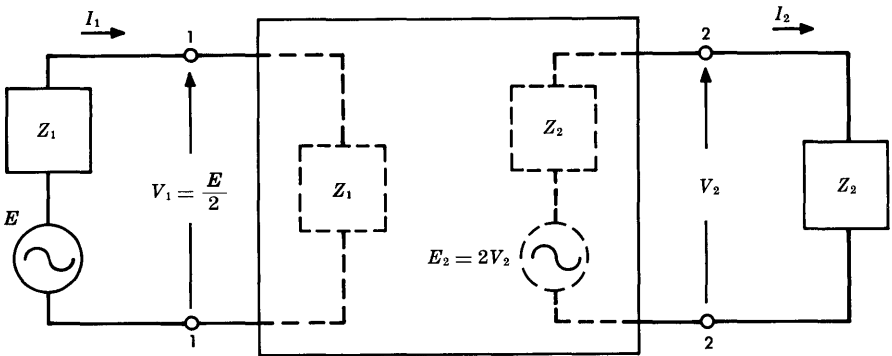 I₁
1
2
I₂
Z₁
Z₂
E
V₁ = E/2
Z₁
E₂ = 2V₂
V₂
Z₂
1
2